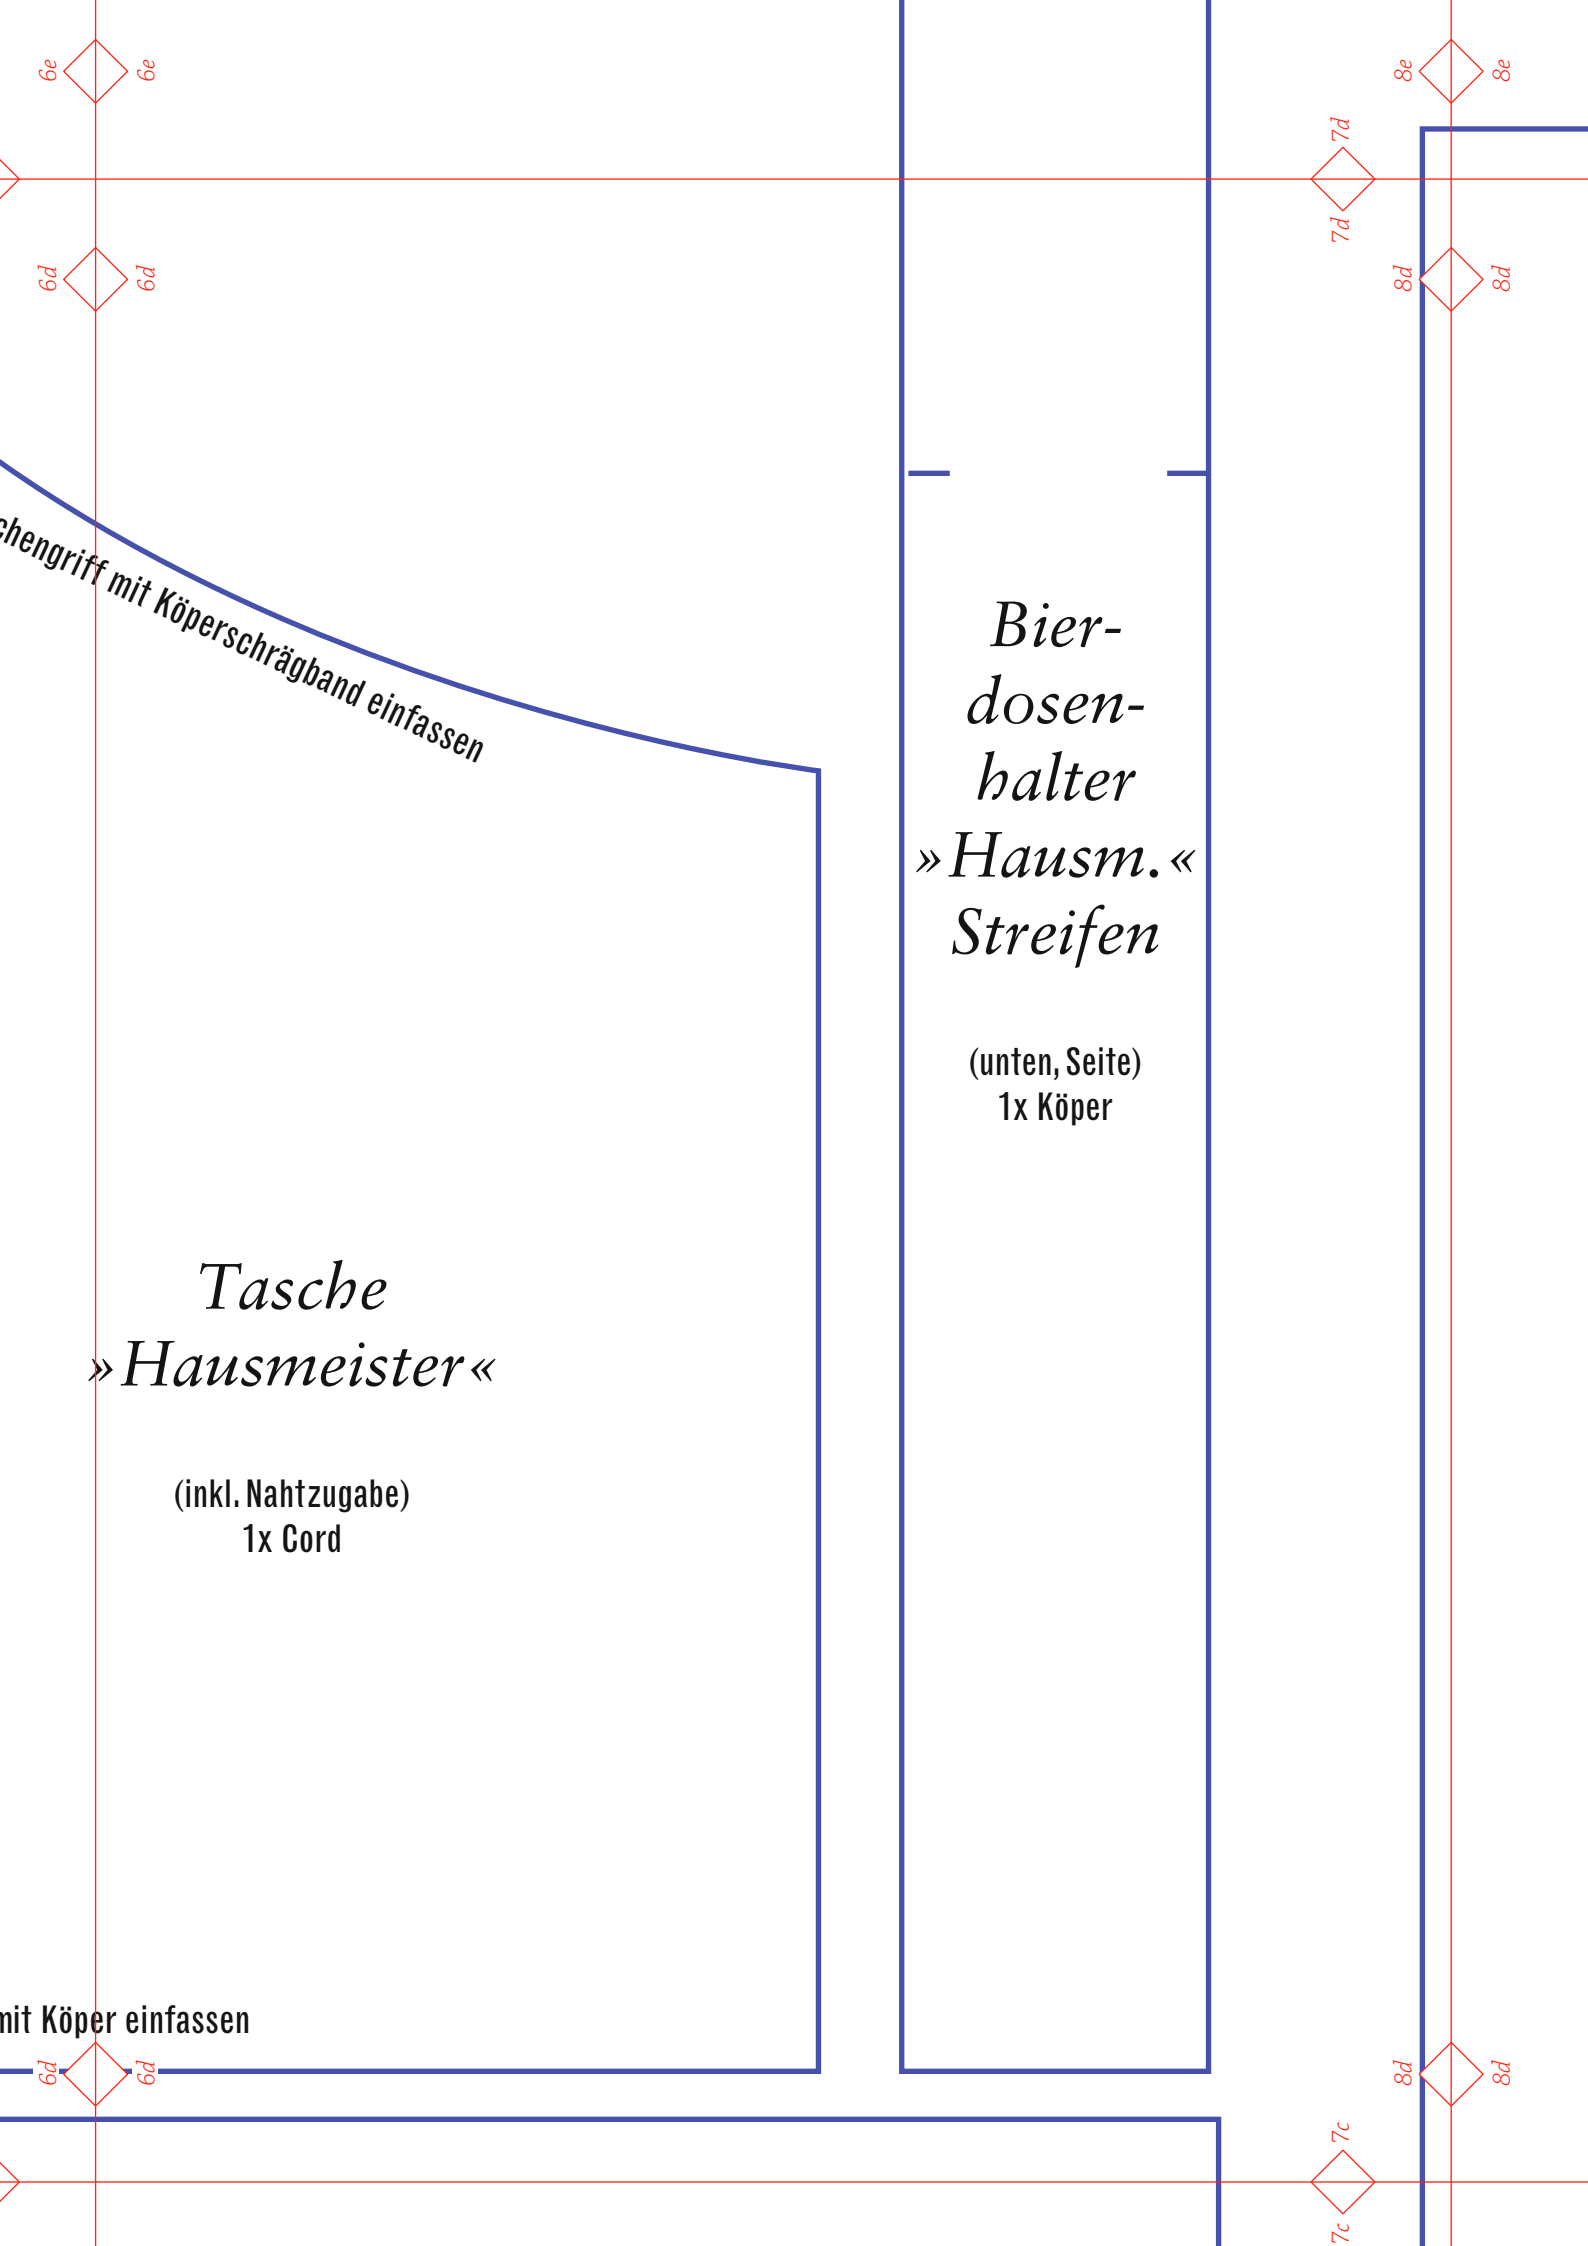 6e
6e
8e
8e
7d
7d
6d
6d
8d
8d
mit Köperschrägband einfassen
Bier-
dosen-
halter
»Hausm.«
Streifen
(unten, Seite)
1x Köper
Tasche
»Hausmeister«
(inkl. Nahtzugabe)
1x Cord
mit Köper einfassen
6d
6d
8d
8d
7c
7c